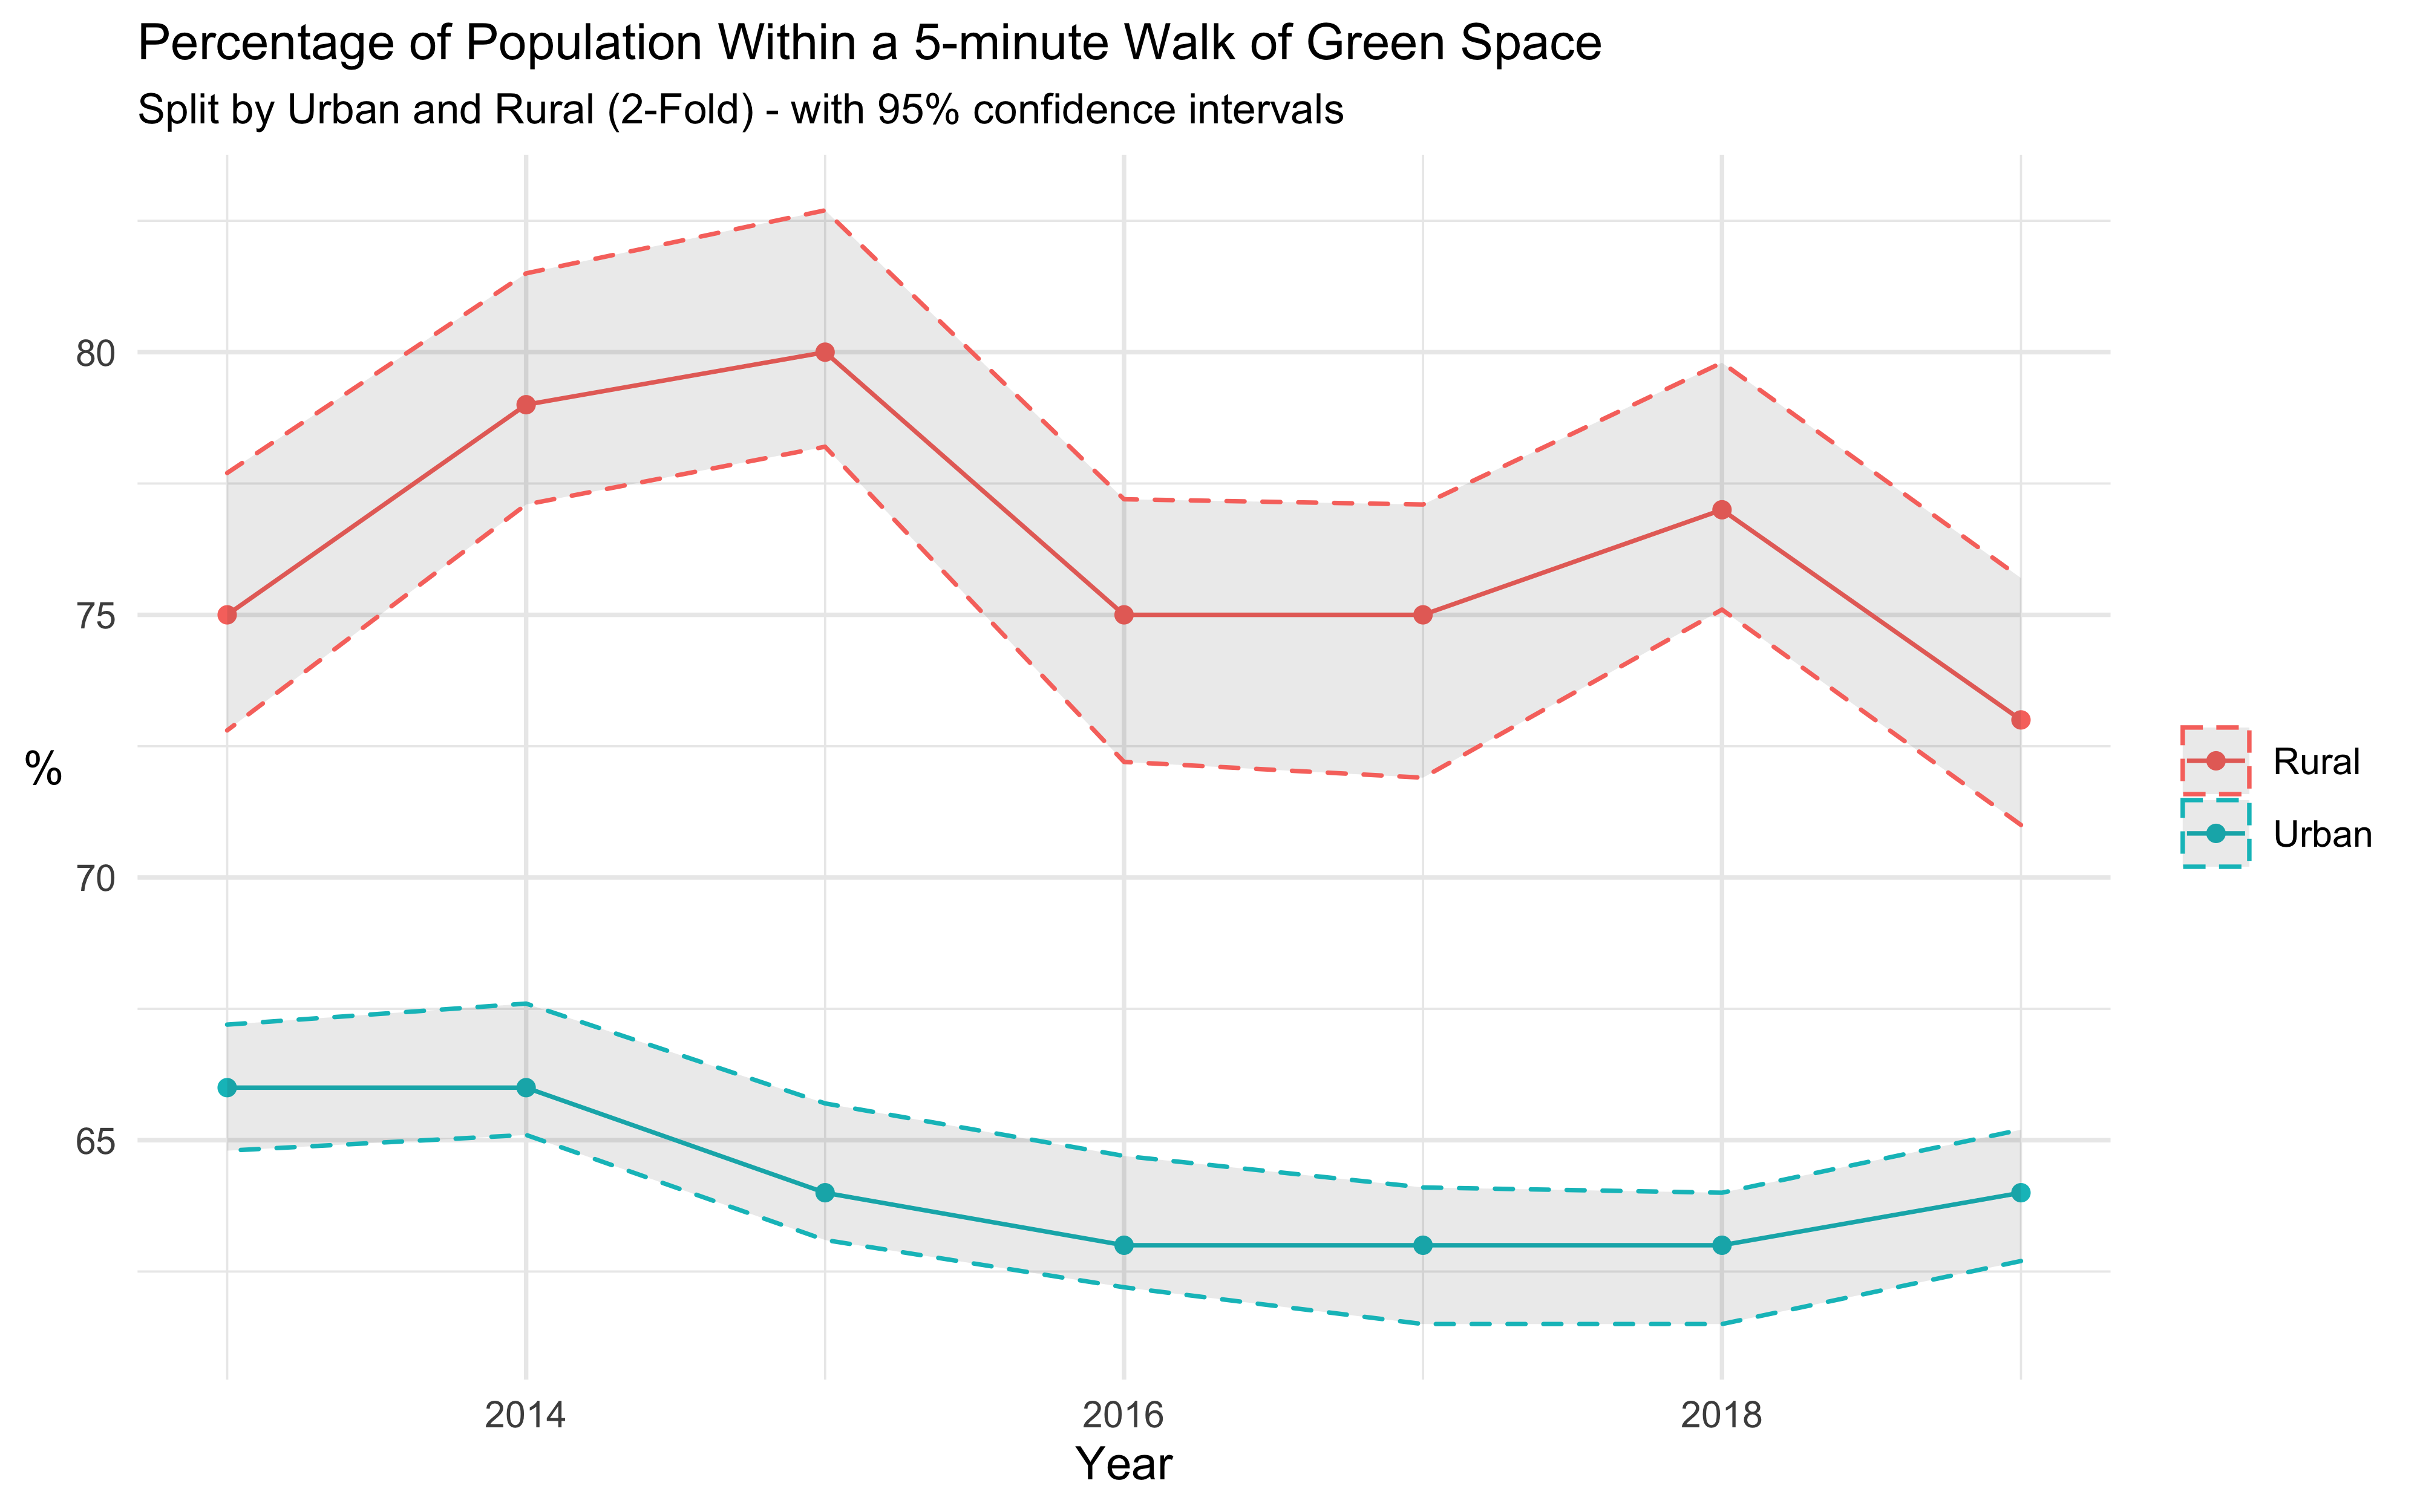 Percentage of Population Within a 5-minute Walk of Green Space
Split by Urban and Rural (2-Fold) - with 95% confidence intervals
80
75
70
65
%
2014
2016
2018
Year
Rural
Urban